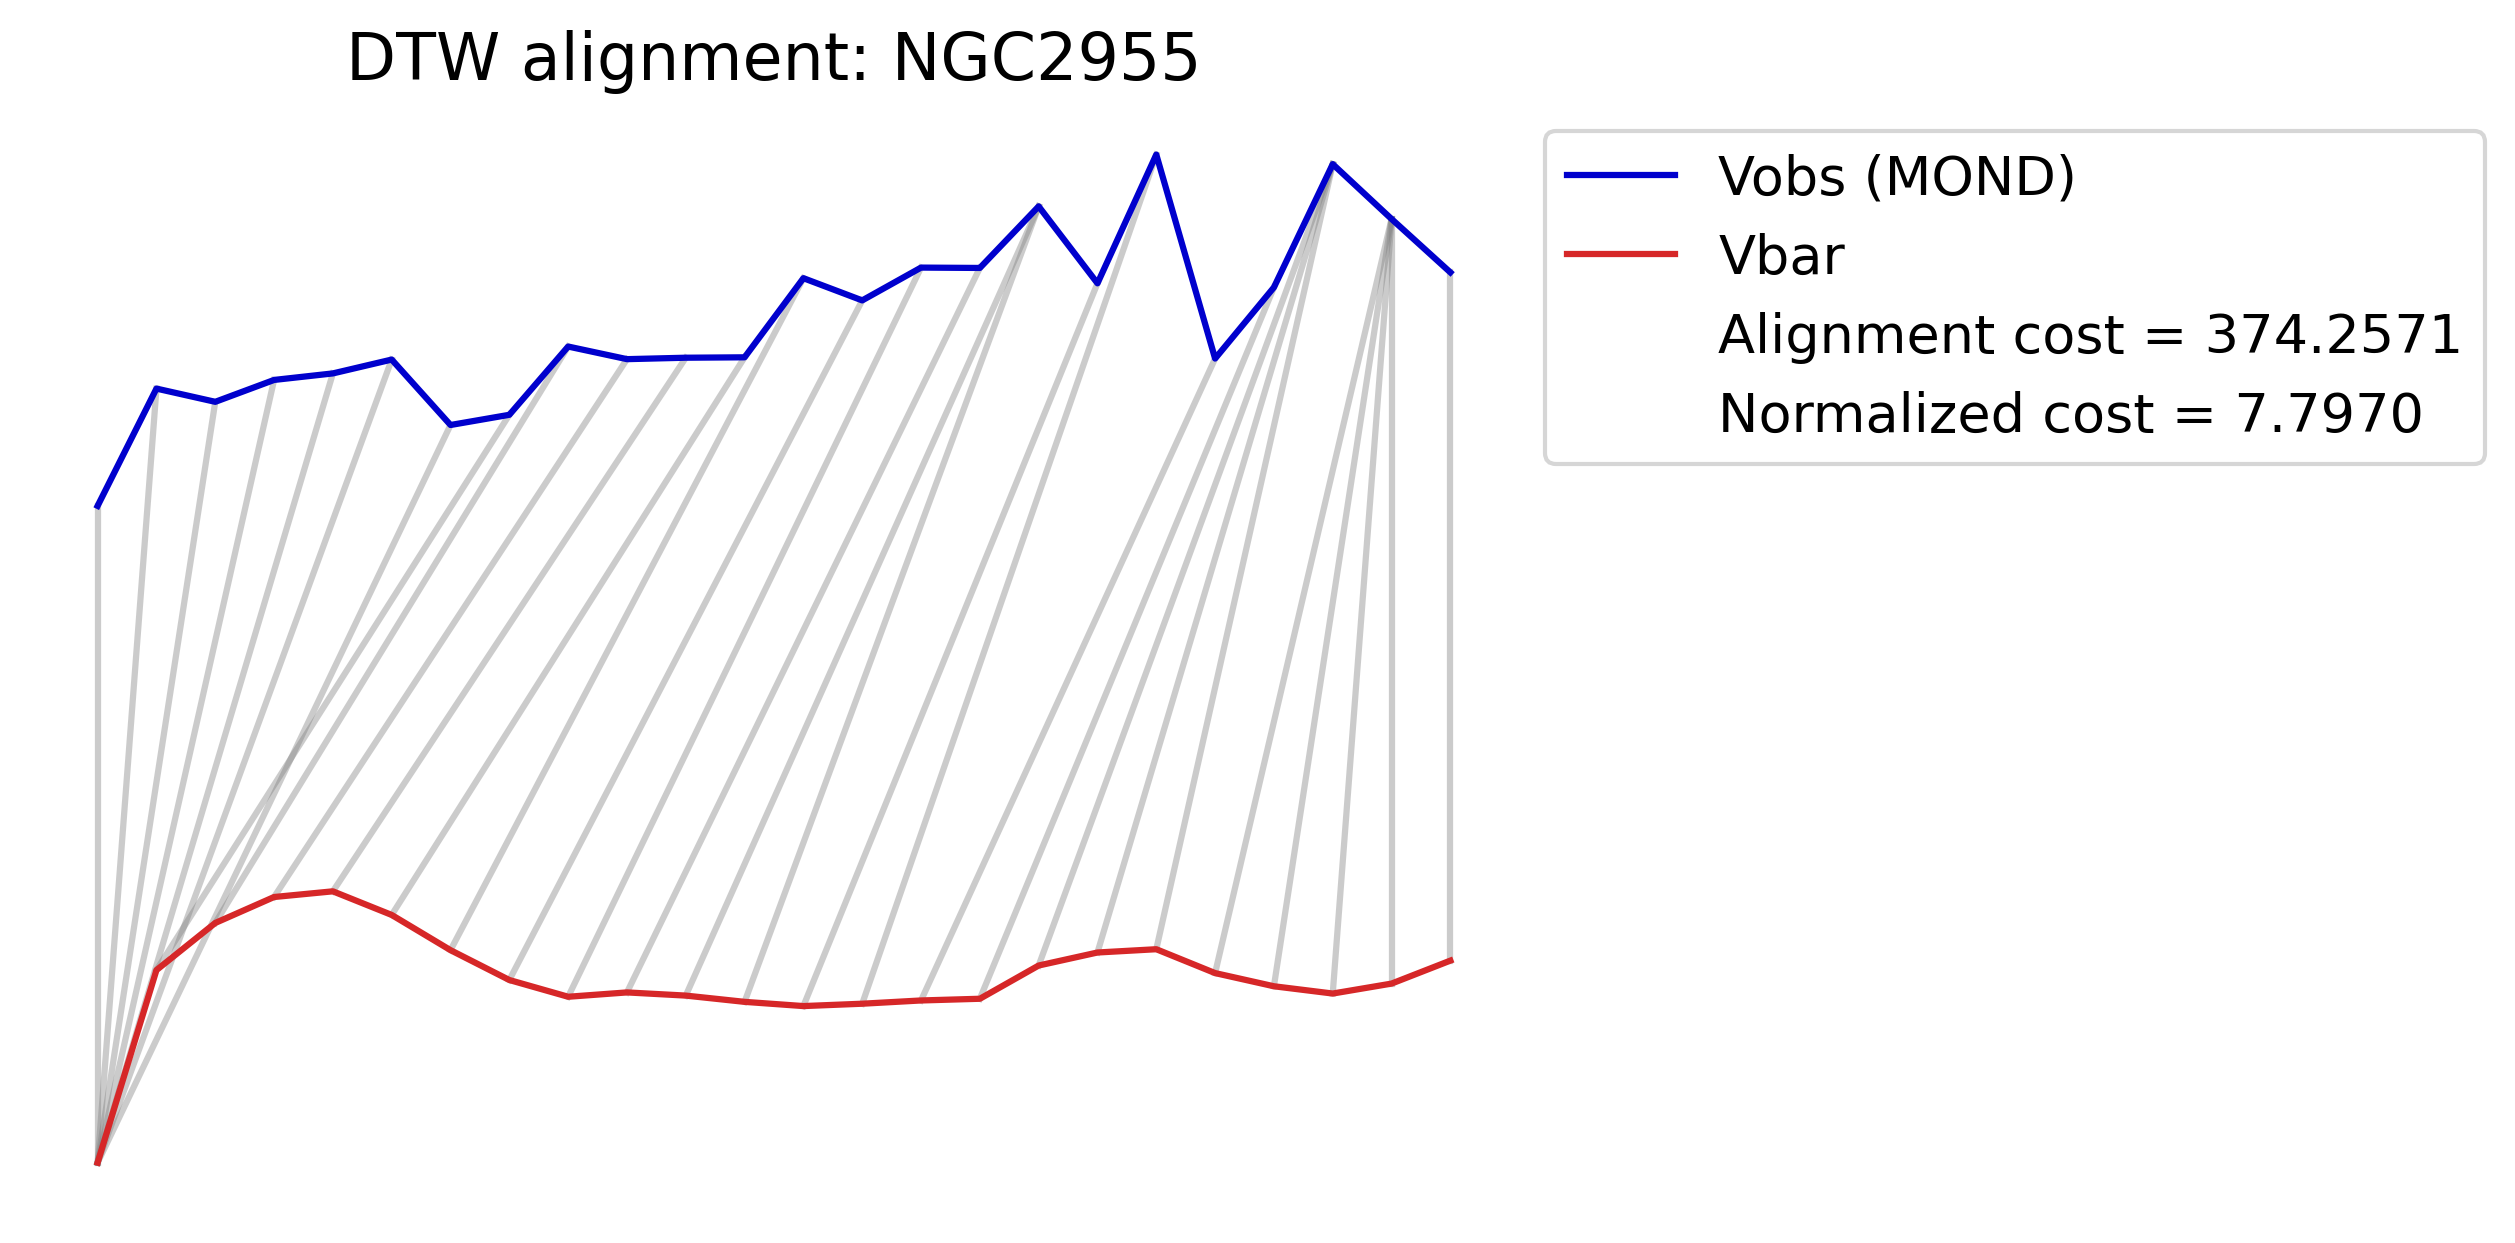 DTW alignment: NGC2955
Vobs (MOND)
Vbar
Alignment cost = 374.2571
Normalized cost = 7.7970